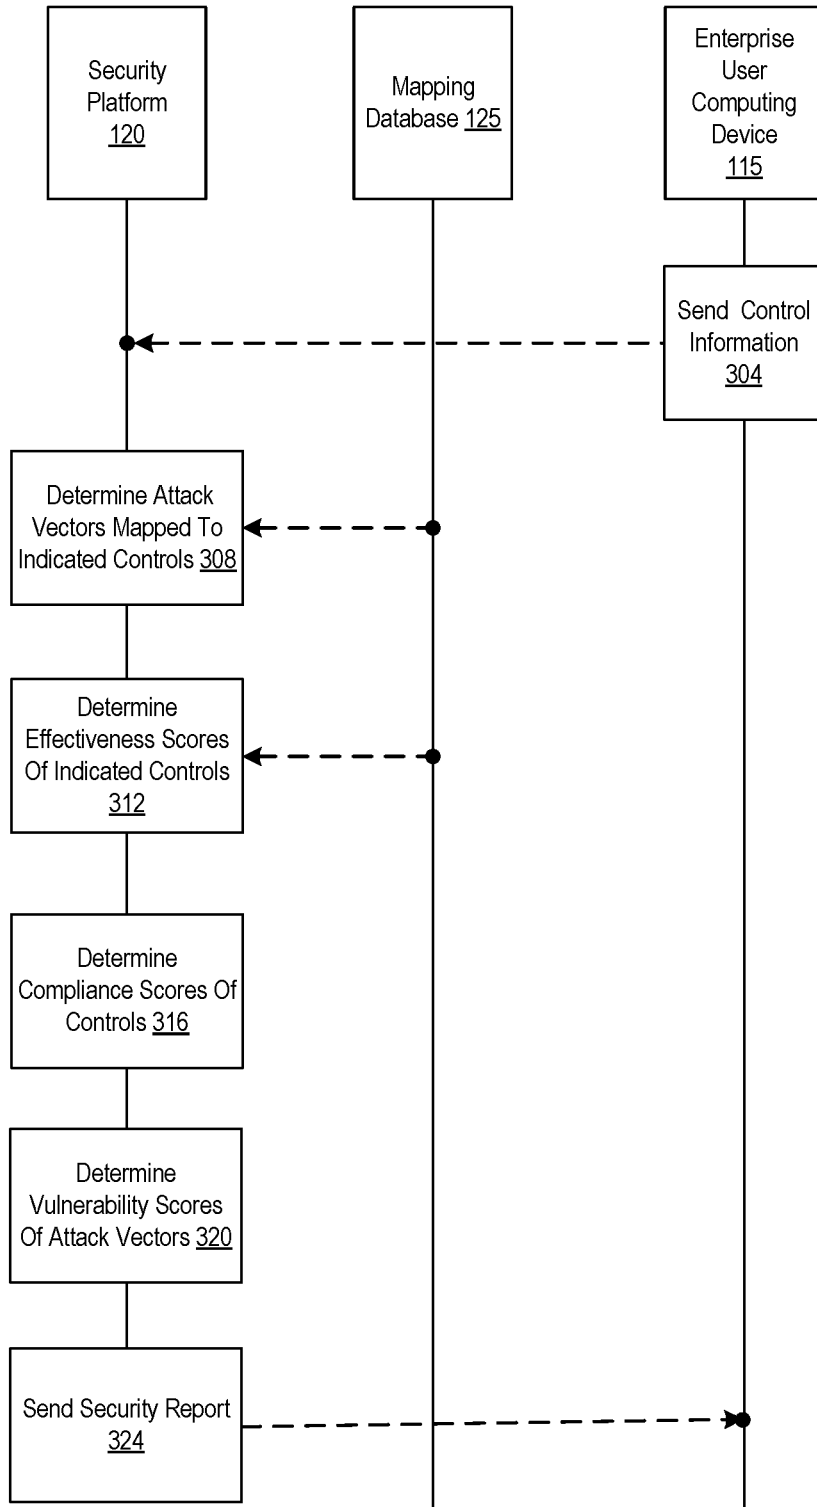 Security
Platform
120
Mapping
Database 125
Enterprise
User
Computing
Device
115
Send Control
Information
304
Determine Attack
Vectors Mapped To
Indicated Controls 308
Determine
Effectiveness Scores
Of Indicated Controls
312
Determine
Compliance Scores Of
Controls 316
Determine
Vulnerability Scores
Of Attack Vectors 320
Send Security Report
324